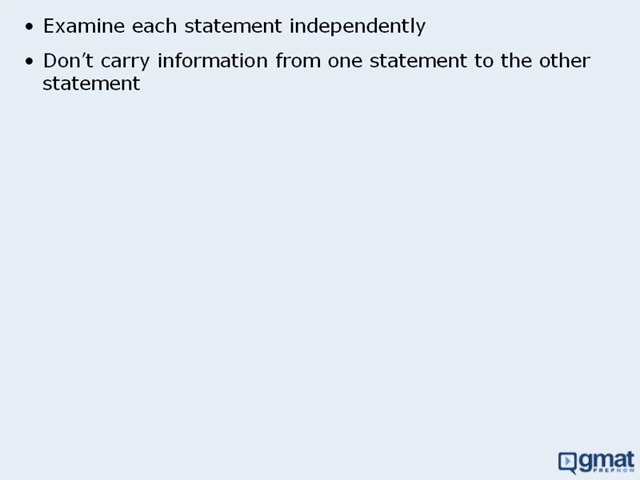 • Examine each statement independently
• Don’t carry information from one statement to the other
statement
gmat
PREPNOW